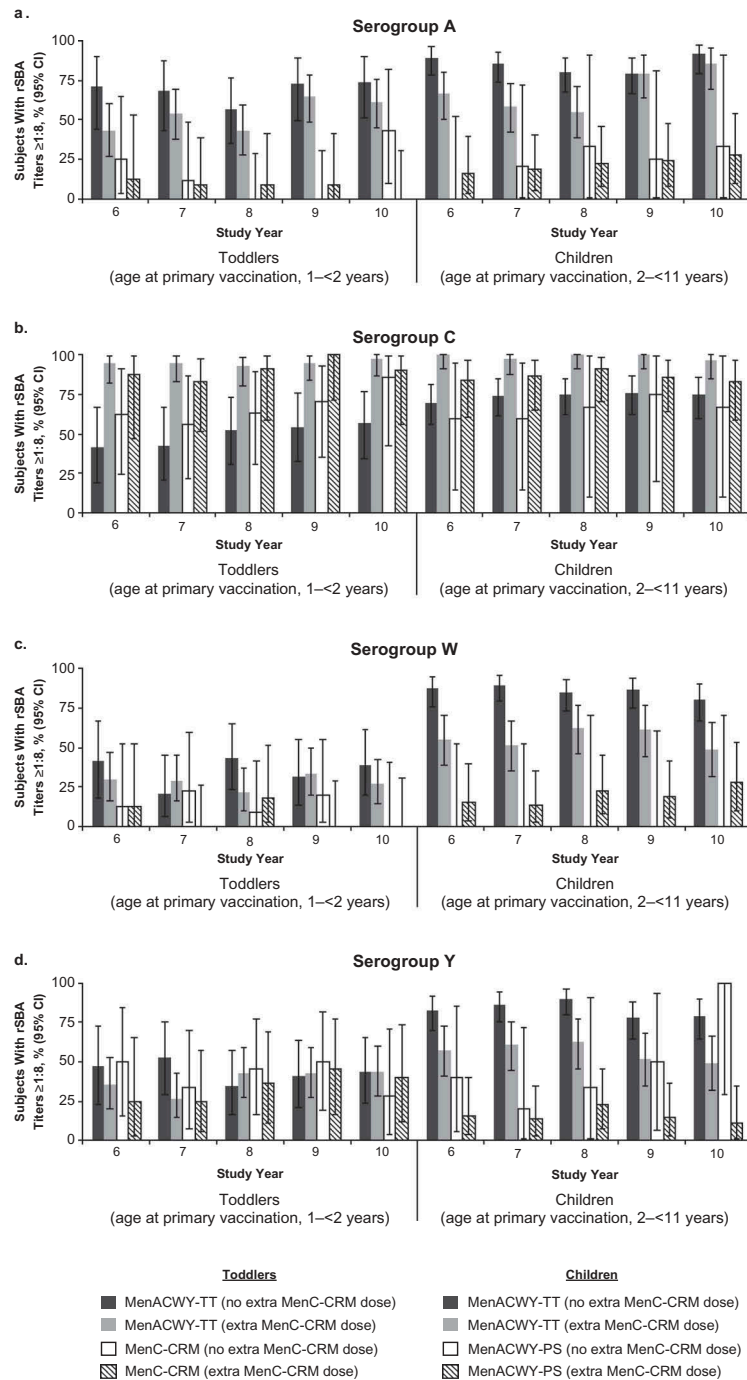 a.
Serogroup A
Subjects With rSBA
Titers ≥1:8, % (95% CI)
100
75
50
25
0
6 7 8 9 10 6 7 8 9 10
Study Year Study Year
Toddlers Children
(age at primary vaccination, 1–<2 years) (age at primary vaccination, 2–<11 years)
b.
Serogroup C
Subjects With rSBA
Titers ≥1:8, % (95% CI)
100
75
50
25
0
6 7 8 9 10 6 7 8 9 10
Study Year Study Year
Toddlers Children
(age at primary vaccination, 1–<2 years) (age at primary vaccination, 2–<11 years)
c.
Serogroup W
Subjects With rSBA
Titers ≥1:8, % (95% CI)
100
75
50
25
0
6 7 8 9 10 6 7 8 9 10
Study Year Study Year
Toddlers Children
(age at primary vaccination, 1–<2 years) (age at primary vaccination, 2–<11 years)
d.
Serogroup Y
Subjects With rSBA
Titers ≥1:8, % (95% CI)
100
75
50
25
0
6 7 8 9 10 6 7 8 9 10
Study Year Study Year
Toddlers Children
(age at primary vaccination, 1–<2 years) (age at primary vaccination, 2–<11 years)
Toddlers
MenACWY-TT (no extra MenC-CRM dose)
MenACWY-TT (extra MenC-CRM dose)
MenC-CRM (no extra MenC-CRM dose)
MenC-CRM (extra MenC-CRM dose)
Children
MenACWY-TT (no extra MenC-CRM dose)
MenACWY-TT (extra MenC-CRM dose)
MenACWY-PS (no extra MenC-CRM dose)
MenACWY-PS (extra MenC-CRM dose)